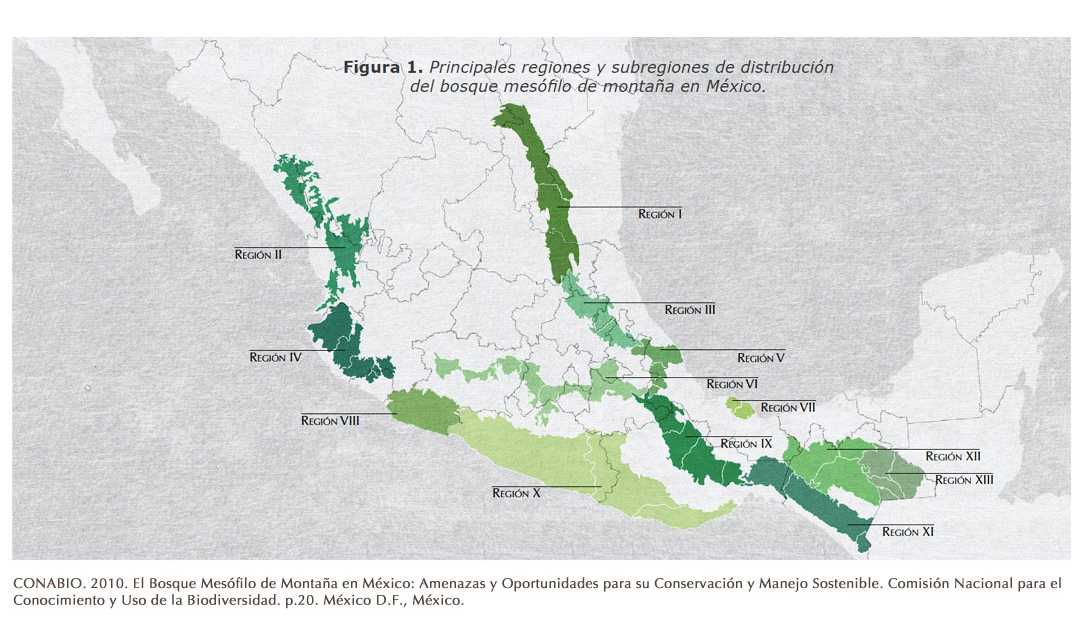 Figura 1. Principales regiones y subregiones de distribución
del bosque mesófilo de montaña en México.
Región I
Región II
Región III
Región IV
Región V
Región VI
Región VII
Región VIII
Región IX
Región XII
Región XIII
Región X
Región XI
CONABIO. 2010. El Bosque Mesófilo de Montaña en México: Amenazas y Oportunidades para su Conservación y Manejo Sostenible. Comisión Nacional para el
Conocimiento y Uso de la Biodiversidad. p.20. México D.F., México.